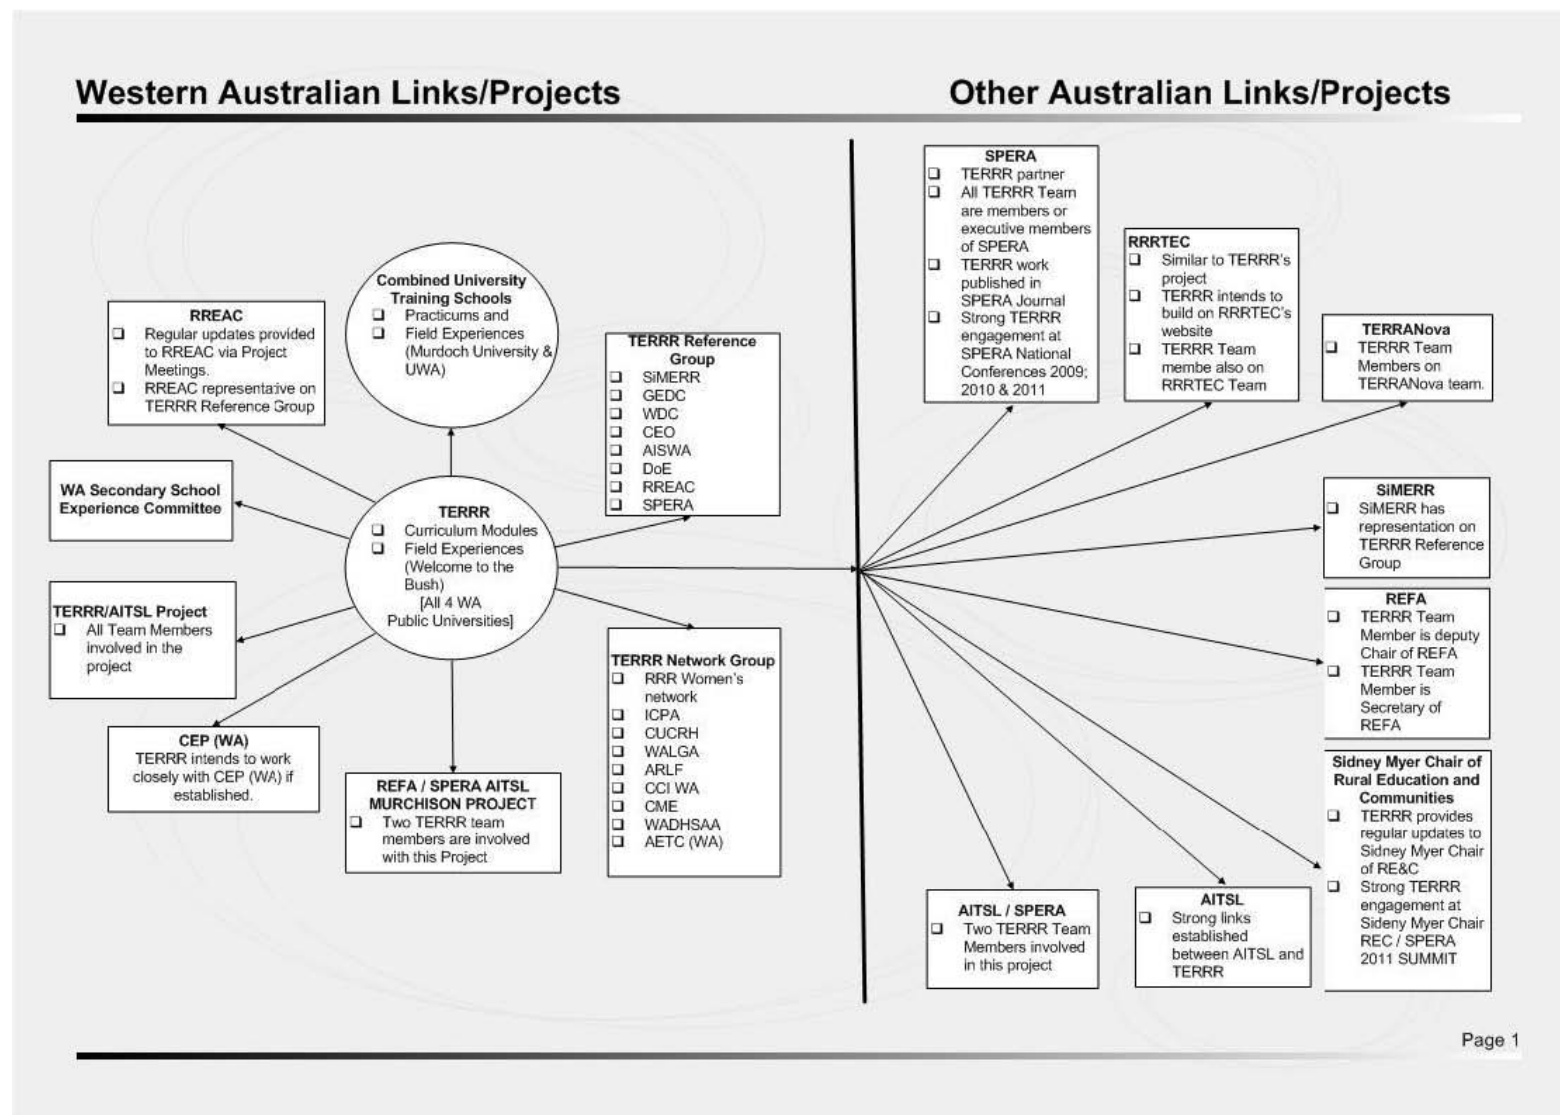 Western Australian Links/Projects
Other Australian Links/Projects
RREAC
❑ Regular updates provided
to RREAC via Project
Meetings.
❑ RREAC representative on
TERRR Reference Group
Combined University
Training Schools
❑ Practicums and
❑ Field Experiences
(Murdoch University &
UWA)
TERRR Reference
Group
❑ SiMERR
❑ GEDC
❑ WDC
❑ CEO
❑ AISWA
❑ DoE
❑ RREAC
❑ SPERA
WA Secondary School
Experience Committee
TERRR
❑ Curriculum Modules
❑ Field Experiences
(Welcome to the
Bush)
[All 4 WA
Public Universities]
TERRR/AITSL Project
❑ All Team Members
involved in the
project
CEP (WA)
TERRR intends to work
closely with CEP (WA) if
established.
REFA / SPERA AITSL
MURCHISON PROJECT
❑ Two TERRR team
members are involved
with this Project
TERRR Network Group
❑ RRR Women's
network
❑ ICPA
❑ CUCRH
❑ WALGA
❑ ARLF
❑ CCI WA
❑ CME
❑ WADHSAA
❑ AETC (WA)
SPERA
❑ TERRR partner
❑ All TERRR Team
are members or
executive members
of SPERA
❑ TERRR work
published in
SPERA Journal
❑ Strong TERRR
engagement at
SPERA National
Conferences 2009;
2010 & 2011
RRRTEC
❑ Similar to TERRR's
project
❑ TERRR intends to
build on RRRTEC's
website
❑ TERRR Team
membe also on
RRRTEC Team
TERRANova
❑ TERRR Team
Members on
TERRANova team.
SiMERR
❑ SiMERR has
representation on
TERRR Reference
Group
REFA
❑ TERRR Team
Member is deputy
Chair of REFA
❑ TERRR Team
Member is
Secretary of
REFA
Sidney Myer Chair of
Rural Education and
Communities
❑ TERRR provides
regular updates to
Sidney Myer Chair
of RE&C
❑ Strong TERRR
engagement at
Sideny Myer Chair
REC / SPERA
2011 SUMMIT
AITSL / SPERA
❑ Two TERRR Team
Members involved
in this project
AITSL
❑ Strong links
established
between AITSL and
TERRR
Page 1